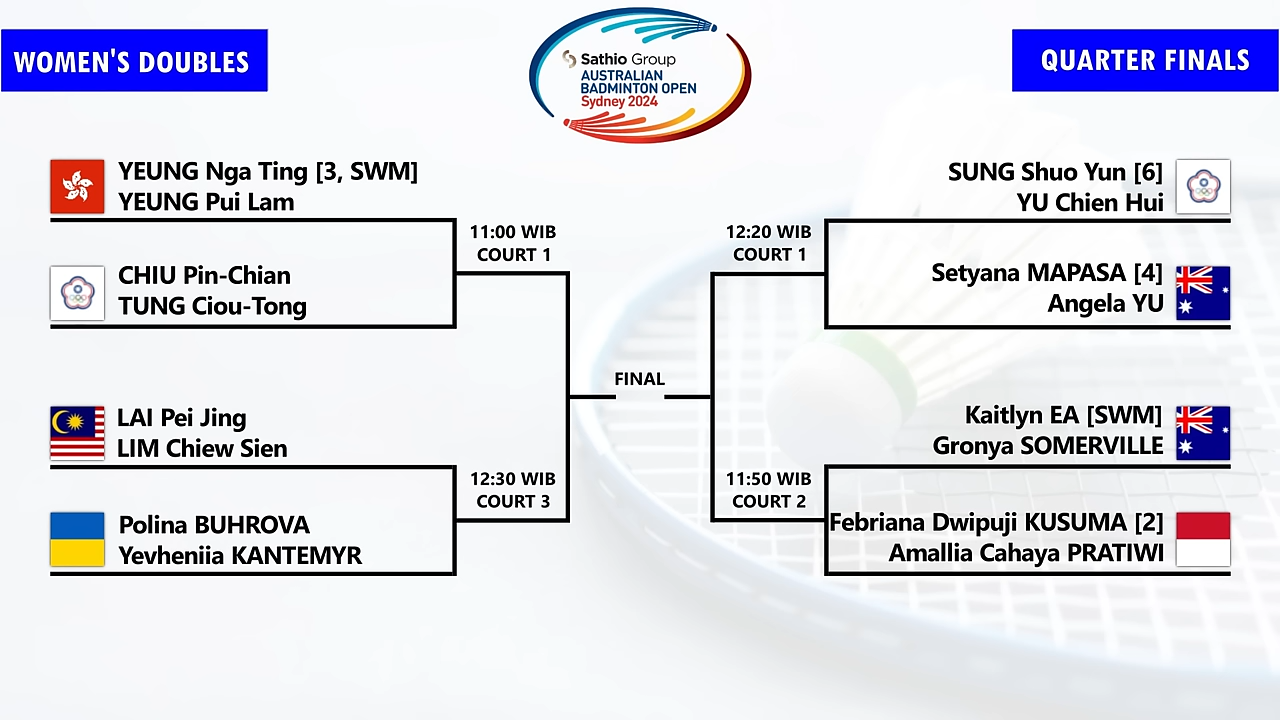 WOMEN'S DOUBLES
Sathio Group
AUSTRALIAN
BADMINTON OPEN
Sydney 2024
QUARTER FINALS
YEUNG Nga Ting [3, SWM]
YEUNG Pui Lam
CHIU Pin-Chian
TUNG Ciou-Tong
11:00 WIB
COURT 1
LAI Pei Jing
LIM Chiew Sien
Polina BUHROVA
Yevheniia KANTEMYR
12:30 WIB
COURT 3
FINAL
SUNG Shuo Yun [6]
YU Chien Hui
Setyana MAPASA [4]
Angela YU
12:20 WIB
COURT 1
Kaitlyn EA [SWM]
Gronya SOMERVILLE
Febriana Dwipuji KUSUMA [2]
Amallia Cahaya PRATIWI
11:50 WIB
COURT 2